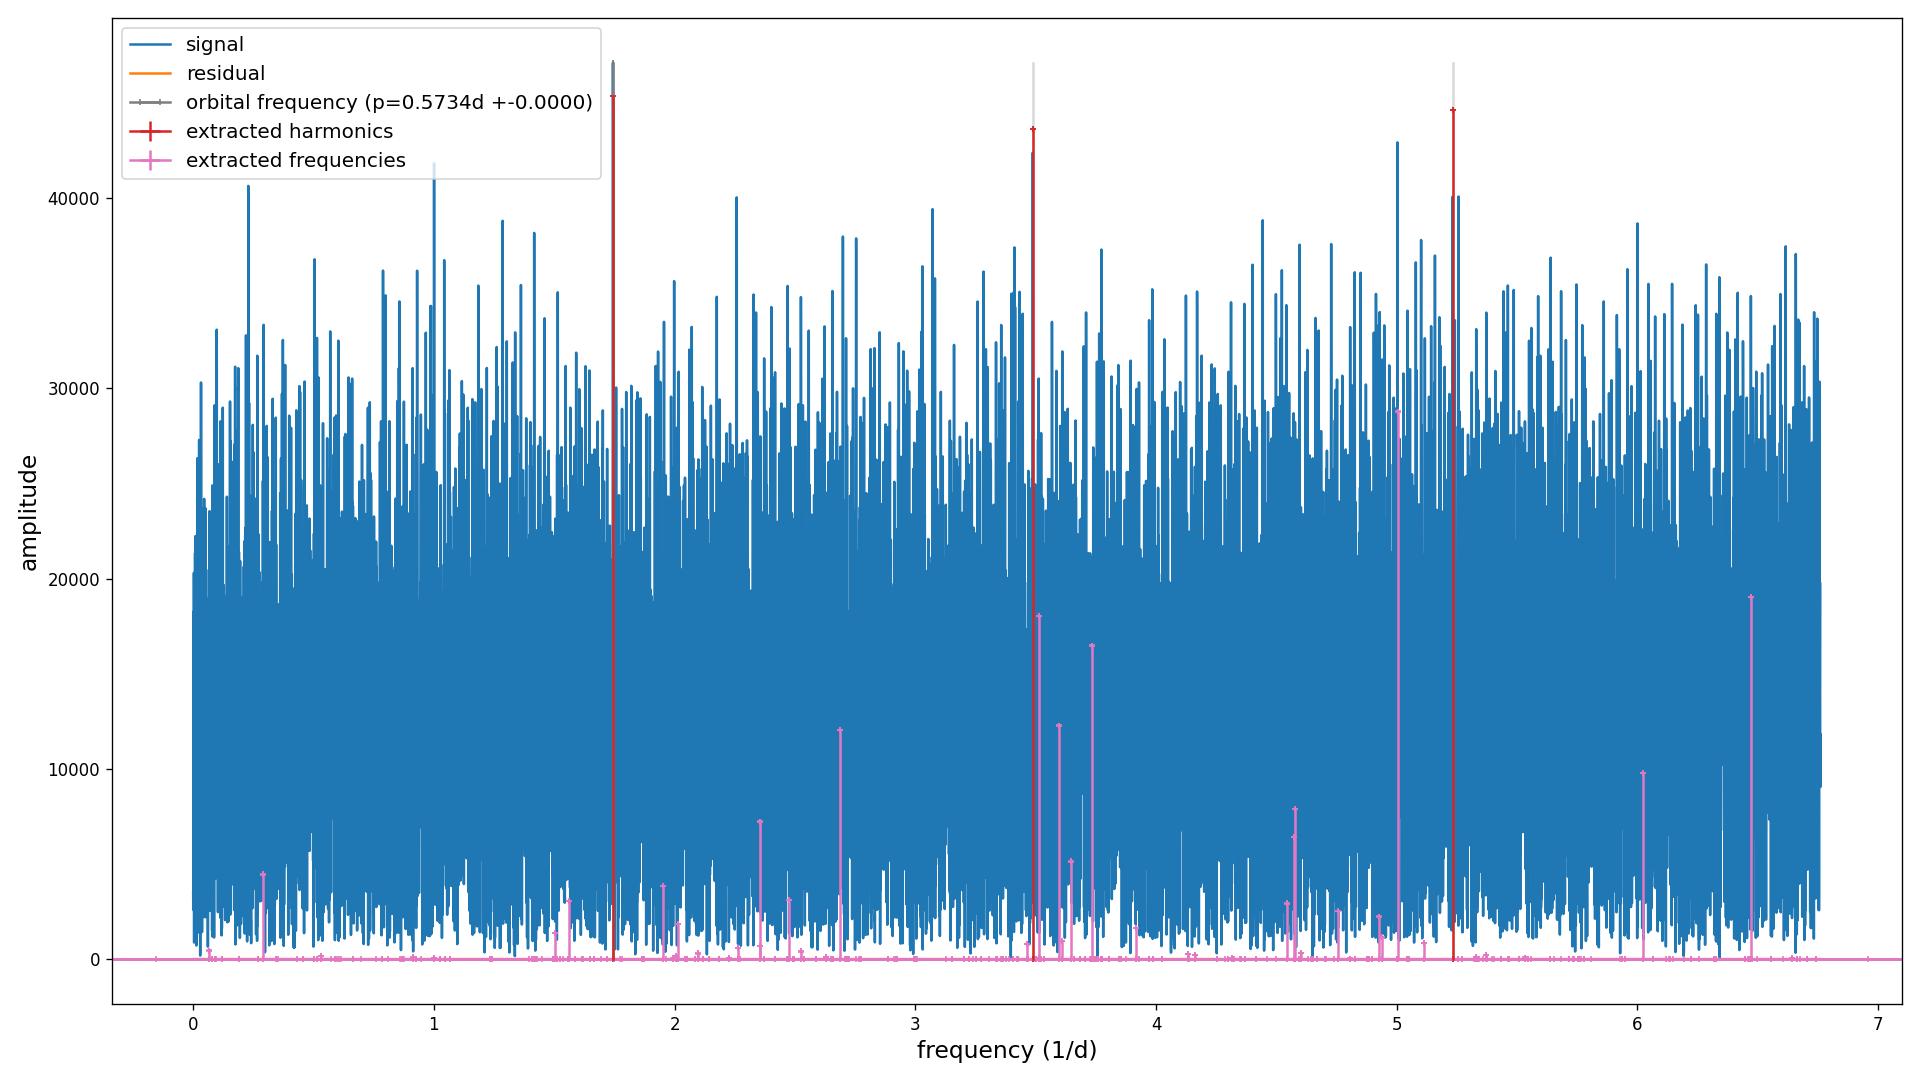 signal
residual
orbital frequency (p=0.5734d +-0.0000)
extracted harmonics
extracted frequencies
amplitude
40000
30000
20000
10000
0
0 1 2 3 4 5 6 7
frequency (1/d)